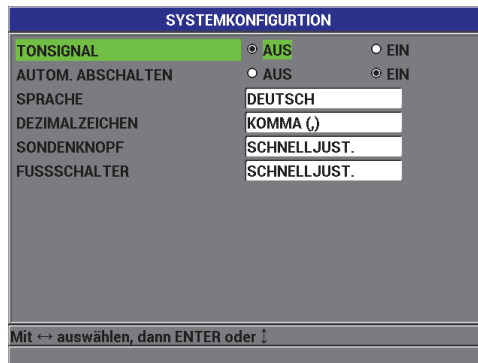 SYSTEMKONFIGURTION
TONSIGNAL AUS EIN
AUTOM. ABSCHALTEN AUS EIN
SPRACHE DEUTSCH
DEZIMALZEICHEN KOMMA (,)
SONDENKNOPF SCHNELLJUST.
FUSSSCHALTER SCHNELLJUST.
Mit ↔ auswählen, dann ENTER oder ↕